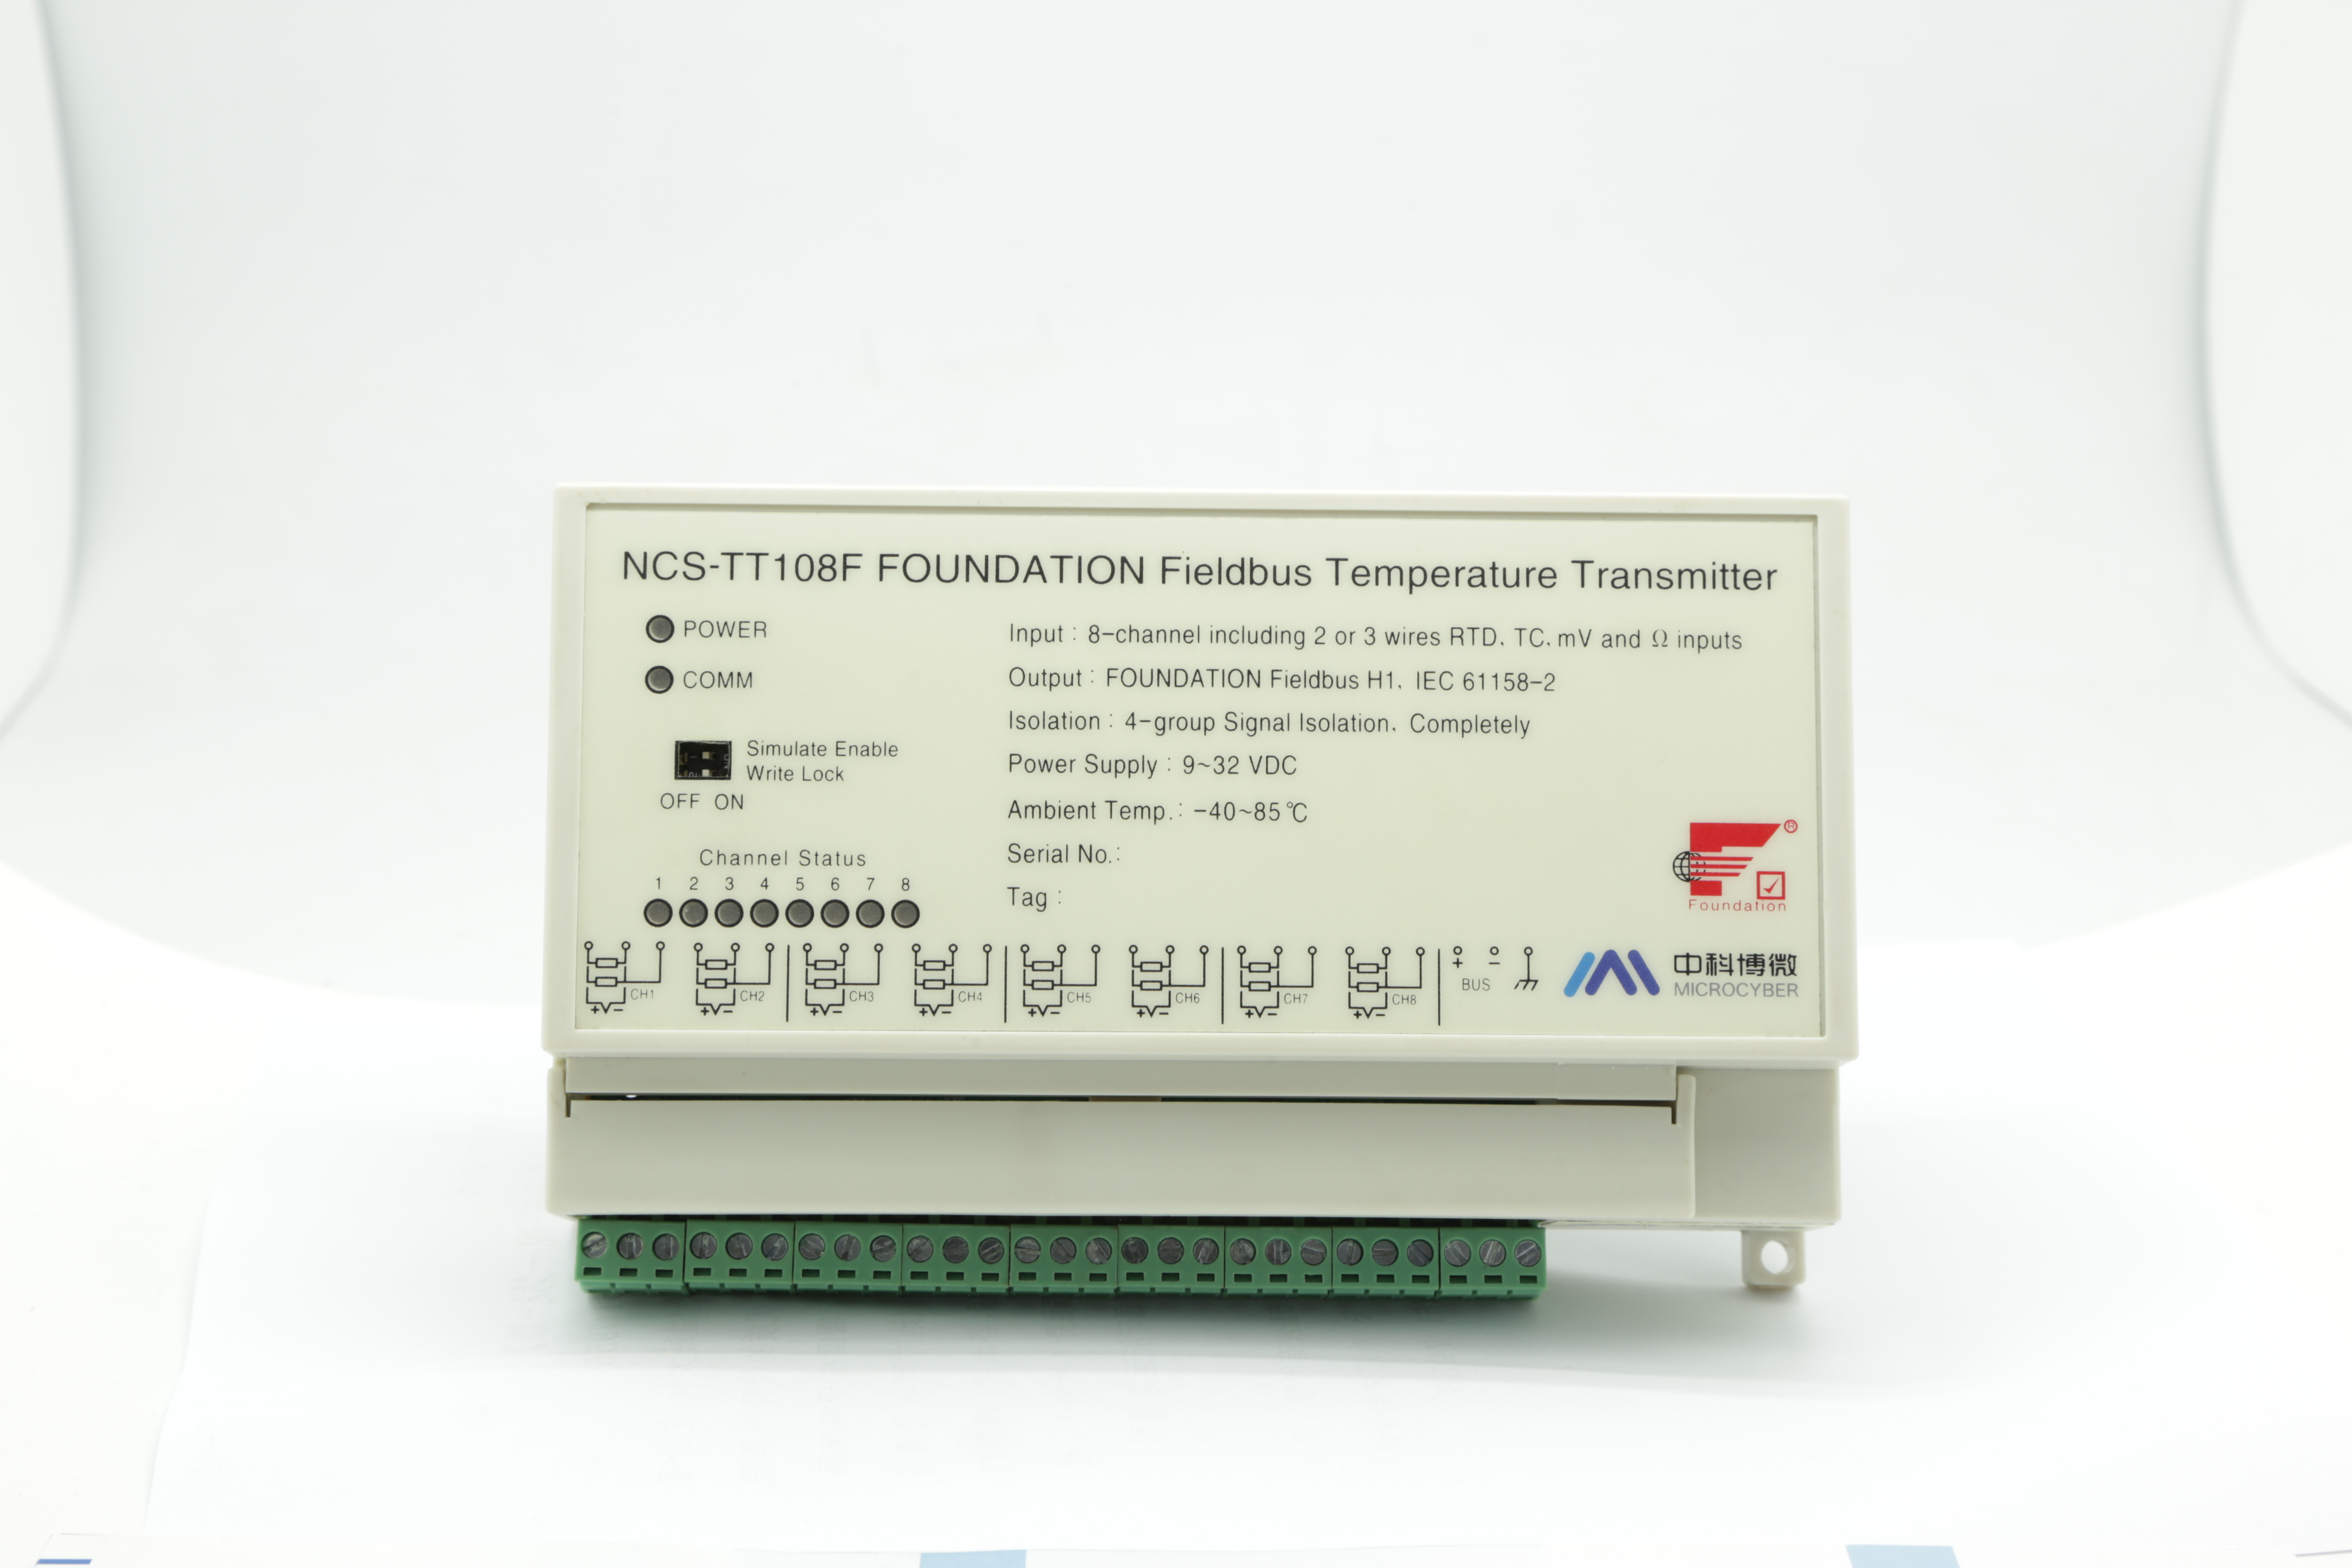 NCS-TT108F FOUNDATION Fieldbus Temperature Transmitter
POWER
COMM
Simulate Enable
Write Lock
OFF ON
Channel Status
1 2 3 4 5 6 7 8
Input : 8-channel including 2 or 3 wires RTD, TC, mV and Ω inputs
Output : FOUNDATION Fieldbus H1, IEC 61158-2
Isolation : 4-group Signal Isolation, Completely
Power Supply : 9~32 VDC
Ambient Temp.: -40~85℃
Serial No.:
Tag :
®
Foundation
CH1 CH2 CH3 CH4 CH5 CH6 CH7 CH8
+V- +V- +V- +V- +V- +V- +V- +V-
+ -
BUS
中科博微
MICROCYBER